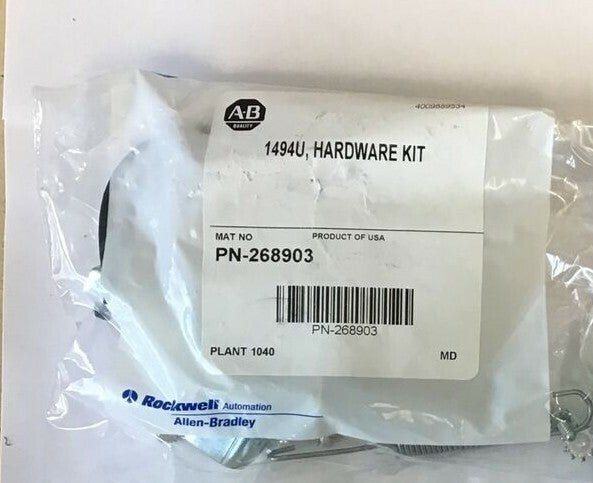 A-B
QUALITY
4009889534
1494U, HARDWARE KIT
MAT NO
PRODUCT OF USA
PN-268903
PN-268903
PLANT 1040
MD
Rockwell Automation
Allen-Bradley